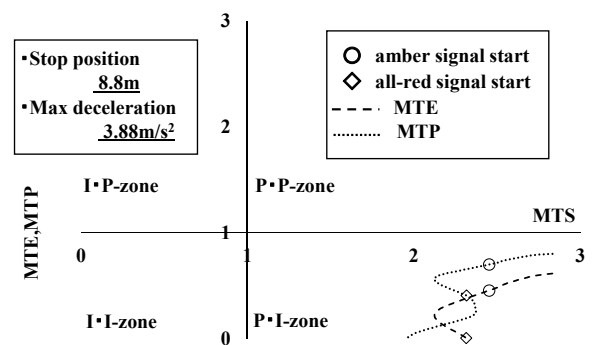 3
・Stop position
8.8m
・Max deceleration
3.88m/s²
amber signal start
all-red signal start
MTE
MTP
2
I・P-zone
P・P-zone
MTE,MTP
1
MTS
0
1
2
3
I・I-zone
P・I-zone
0